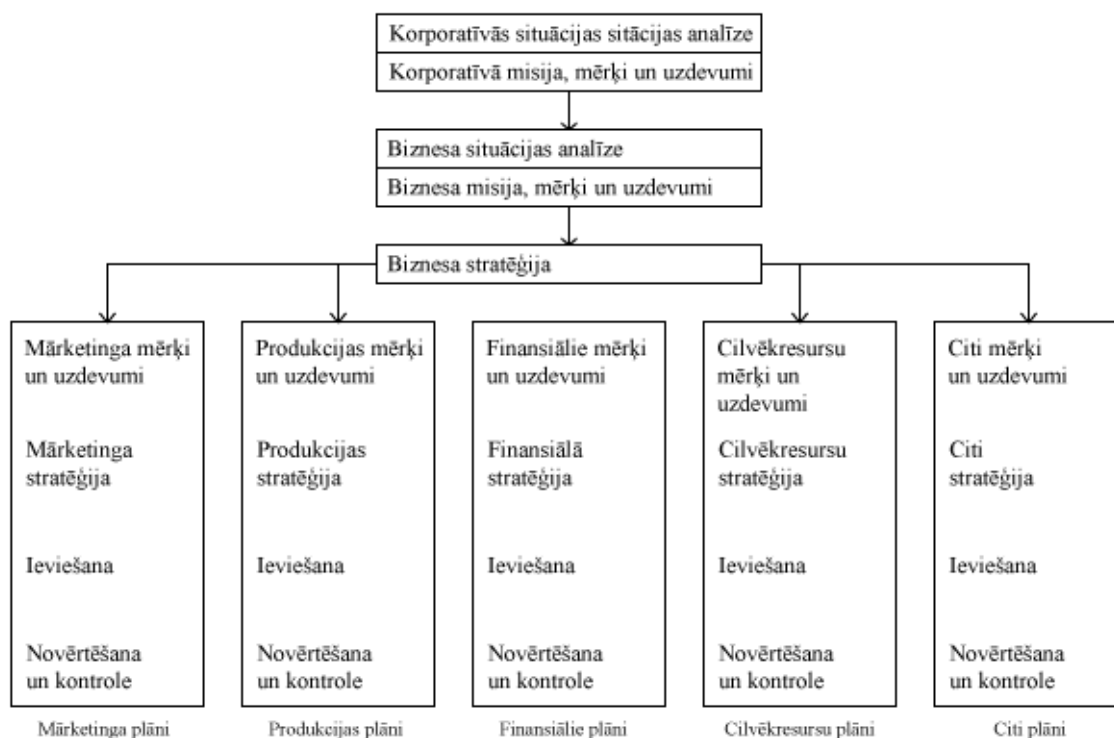 Korporatīvās situācijas sitācijas analīze
Korporatīvā misija, mērķi un uzdevumi
Biznesa situācijas analīze
Biznesa misija, mērķi un uzdevumi
Biznesa stratēģija
Mārketinga mērķi
un uzdevumi
Mārketinga
stratēģija
Ieviešana
Novērtēšana
un kontrole
Mārketinga plāni
Produkcijas mērķi
un uzdevumi
Produkcijas
stratēģija
Ieviešana
Novērtēšana
un kontrole
Produkcijas plāni
Finansiālie mērķi
un uzdevumi
Finansiālā
stratēģija
Ieviešana
Novērtēšana
un kontrole
Finansiālie plāni
Cilvēkresursu
mērķi un
uzdevumi
Cilvēkresursu
stratēģija
Ieviešana
Novērtēšana
un kontrole
Cilvēkresursu plāni
Citi mērķi
un uzdevumi
Citi
stratēģija
Ieviešana
Novērtēšana
un kontrole
Citi plāni